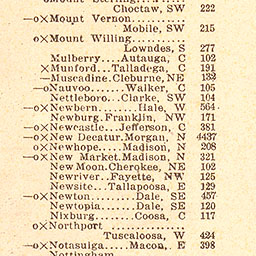 Choctaw, SW 222
oXMount Vernon..........
Mobile, SW 215
oXMount Willing..........
Lowndes, S 277
Mulberry....Autauga, C 102
XMunford...Talladega, C 191
—Muscadine.Cleburne, NE 132
—oNauvoo.......Walker, C 105
Nettleboro...Clarke, SW 104
—oXNewbern.......Hale, W 564
Newburg.Franklin, NW 171
—oXNewcastle...Jefferson, C 381
—oXNew Decatur.Morgan, N 4437
oXNewhope.....Madison, N 208
—oXNew Market.Madison, N 321
New Moon.Cherokee, NE 102
Newriver..Fayette, NW 125
Newsite...Tallapoosa, E 129
—oXNewton.......Dale, SE 457
Newtopia......Dale, SE 120
Nixburg.......Coosa, C 117
oXNorthport ..............
Tuscaloosa, W 424
—oXNotasulga.....Macon, E 398